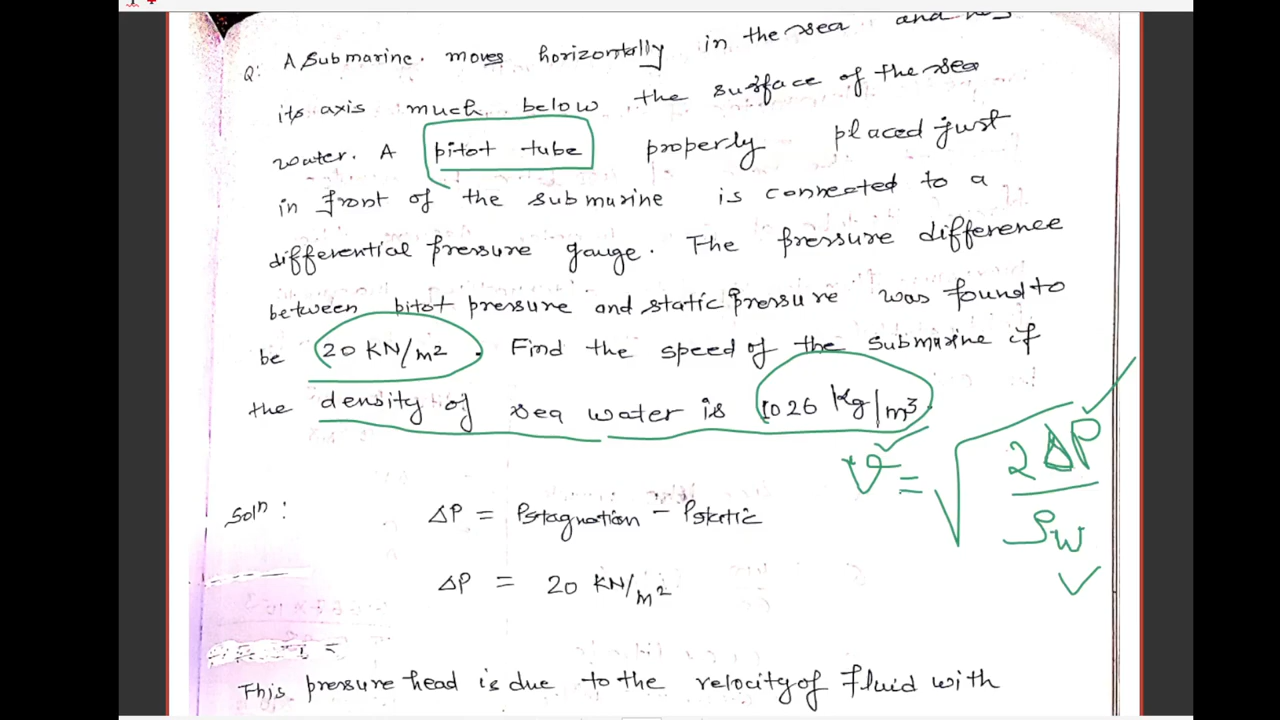 and has
Q: A Submarine. moves horizontally in the sea
its axis much below the surface of the sea
water. A pitot tube properly placed just
in front of the submarine is connected to a
differential pressure gauge. The pressure difference
between pitot pressure and static pressure was found to
be 20 KN/m2. Find the speed of the submarine if
the density of sea water is 1026 Kg/m3.
v = √ 2ΔP / ρw
Soln: ΔP = Pstagnation - Pstatic
ΔP = 20 KN/m2
This pressure head is due to the velocity of fluid with